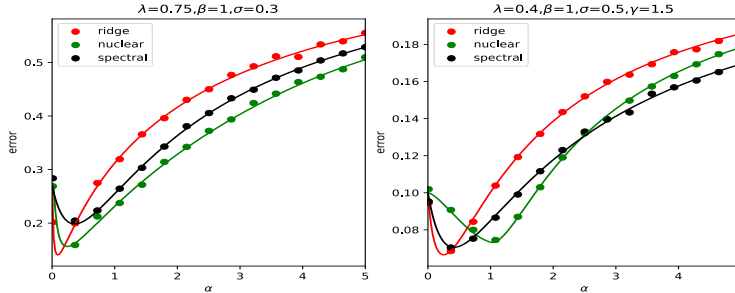 λ=0.75,β=1,σ=0.3
ridge
nuclear
spectral
error
0.5
0.4
0.3
0.2
0
1
2
3
4
5
α
λ=0.4,β=1,σ=0.5,γ=1.5
ridge
nuclear
spectral
error
0.18
0.16
0.14
0.12
0.10
0.08
0
1
2
3
4
α